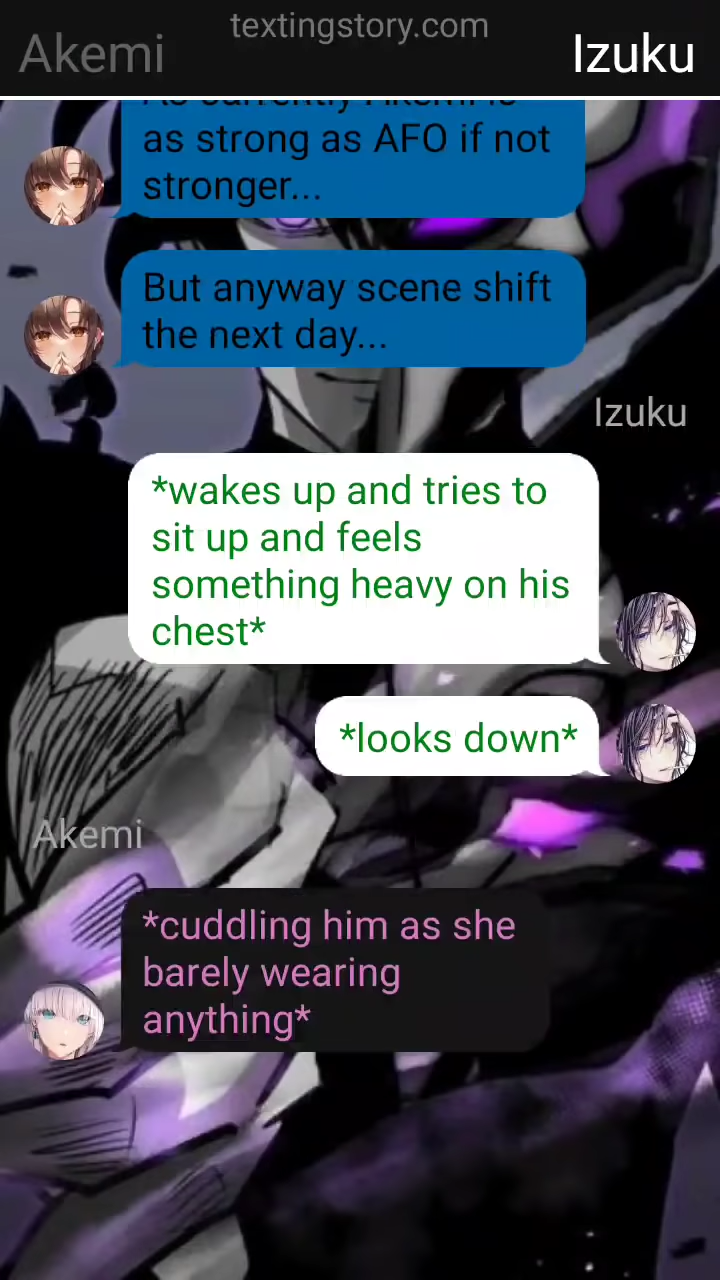 textingstory.com
Akemi
Izuku
as strong as AFO if not
stronger...
But anyway scene shift
the next day...
Izuku
*wakes up and tries to
sit up and feels
something heavy on his
chest*
*looks down*
Akemi
*cuddling him as she
barely wearing
anything*